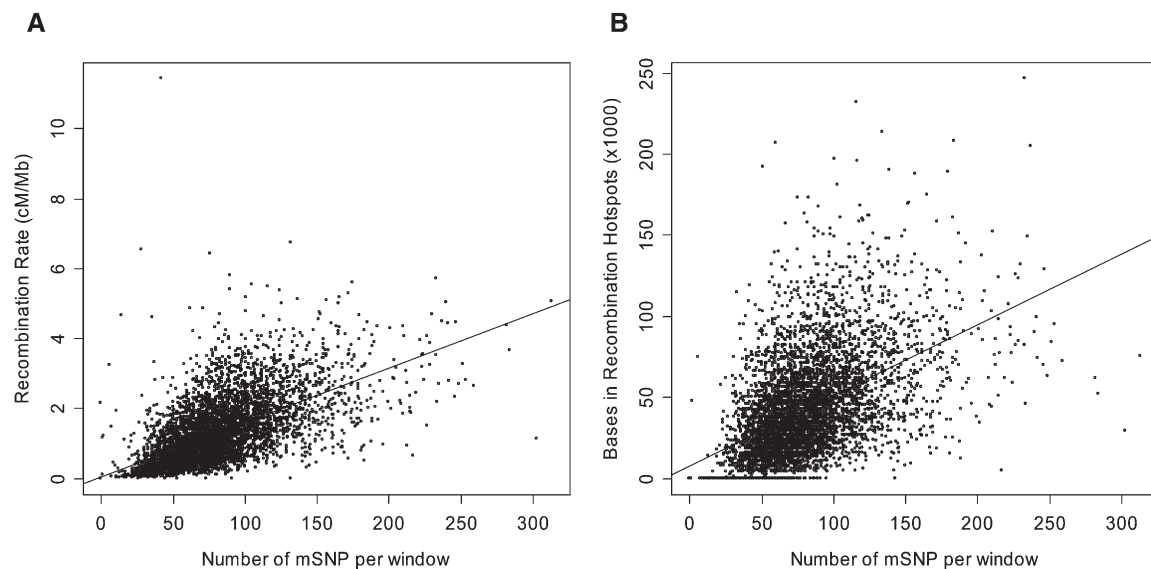 A
B
Recombination Rate (cM/Mb)
10
8
6
4
2
0
0 50 100 150 200 250 300
Number of mSNP per window
Bases in Recombination Hotspots (x1000)
250
200
150
100
50
0
0 50 100 150 200 250 300
Number of mSNP per window